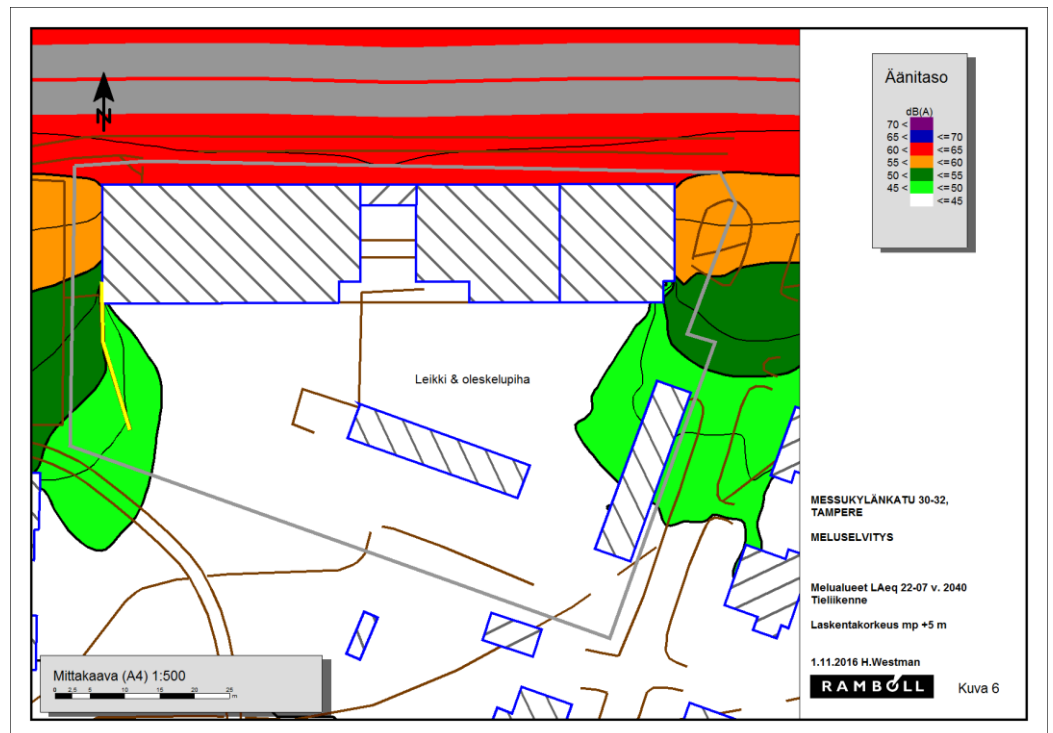 N
Leikki & oleskelupiha
Mittakaava (A4) 1:500
0 2,5 5 10 15 20 25
m
Äänitaso
dB(A)
70 <
65 < <=70
60 < <=65
55 < <=60
50 < <=55
45 < <=50
<=45
MESSUKYLÄNKATU 30-32,
TAMPERE
MELUSELVITYS
Melualueet LAeq 22-07 v. 2040
Tieliikenne
Laskentakorkeus mp +5 m
1.11.2016 H.Westman
RAMBOLL Kuva 6